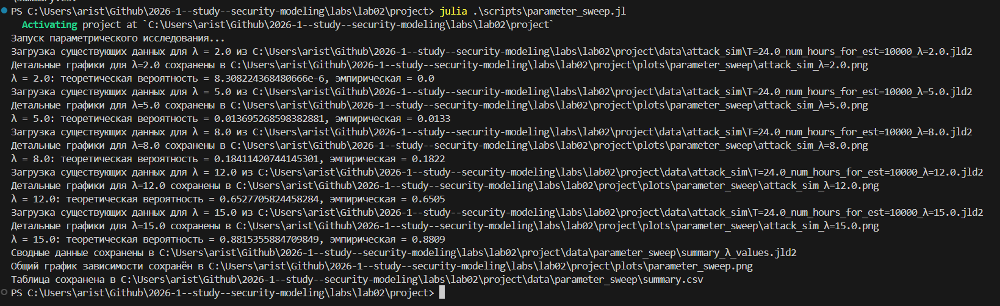 \summary.csv.
PS C:\Users\arist\Github\2026-1--study--security-modeling\labs\lab02\project> julia .\scripts\parameter_sweep.jl
Activating project at `C:\Users\arist\Github\2026-1--study--security-modeling\labs\lab02\project`
Запуск параметрического исследования...
Загрузка существующих данных для λ = 2.0 из C:\Users\arist\Github\2026-1--study--security-modeling\labs\lab02\project\data\attack_sim\T=24.0_num_hours_for_est=10000_λ=2.0.jld2
Детальные графики для λ=2.0 сохранены в C:\Users\arist\Github\2026-1--study--security-modeling\labs\lab02\project\plots\parameter_sweep\attack_sim_λ=2.0.png
λ = 2.0: теоретическая вероятность = 8.308224368480666e-6, эмпирическая = 0.0
Загрузка существующих данных для λ = 5.0 из C:\Users\arist\Github\2026-1--study--security-modeling\labs\lab02\project\data\attack_sim\T=24.0_num_hours_for_est=10000_λ=5.0.jld2
Детальные графики для λ=5.0 сохранены в C:\Users\arist\Github\2026-1--study--security-modeling\labs\lab02\project\plots\parameter_sweep\attack_sim_λ=5.0.png
λ = 5.0: теоретическая вероятность = 0.013695268598382881, эмпирическая = 0.0133
Загрузка существующих данных для λ = 8.0 из C:\Users\arist\Github\2026-1--study--security-modeling\labs\lab02\project\data\attack_sim\T=24.0_num_hours_for_est=10000_λ=8.0.jld2
Детальные графики для λ=8.0 сохранены в C:\Users\arist\Github\2026-1--study--security-modeling\labs\lab02\project\plots\parameter_sweep\attack_sim_λ=8.0.png
λ = 8.0: теоретическая вероятность = 0.18411420744145301, эмпирическая = 0.1822
Загрузка существующих данных для λ = 12.0 из C:\Users\arist\Github\2026-1--study--security-modeling\labs\lab02\project\data\attack_sim\T=24.0_num_hours_for_est=10000_λ=12.0.jld2
Детальные графики для λ=12.0 сохранены в C:\Users\arist\Github\2026-1--study--security-modeling\labs\lab02\project\plots\parameter_sweep\attack_sim_λ=12.0.png
λ = 12.0: теоретическая вероятность = 0.6527705824458284, эмпирическая = 0.6505
Загрузка существующих данных для λ = 15.0 из C:\Users\arist\Github\2026-1--study--security-modeling\labs\lab02\project\data\attack_sim\T=24.0_num_hours_for_est=10000_λ=15.0.jld2
Детальные графики для λ=15.0 сохранены в C:\Users\arist\Github\2026-1--study--security-modeling\labs\lab02\project\plots\parameter_sweep\attack_sim_λ=15.0.png
λ = 15.0: теоретическая вероятность = 0.8815355884709849, эмпирическая = 0.8809
Сводные данные сохранены в C:\Users\arist\Github\2026-1--study--security-modeling\labs\lab02\project\data\parameter_sweep\summary_λ_values.jld2
Общий график зависимости сохранён в C:\Users\arist\Github\2026-1--study--security-modeling\labs\lab02\project\plots\parameter_sweep.png
Таблица сохранена в C:\Users\arist\Github\2026-1--study--security-modeling\labs\lab02\project\data\parameter_sweep\summary.csv
PS C:\Users\arist\Github\2026-1--study--security-modeling\labs\lab02\project>